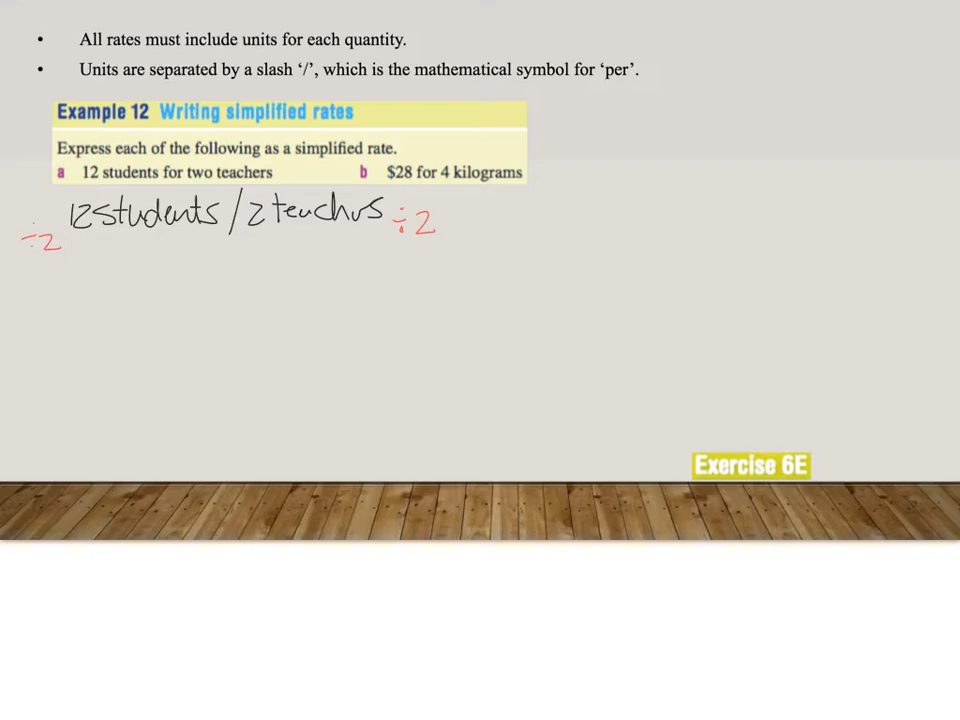 • All rates must include units for each quantity.
• Units are separated by a slash ‘/’, which is the mathematical symbol for ‘per’.
Example 12 Writing simplified rates
Express each of the following as a simplified rate.
a 12 students for two teachers b $28 for 4 kilograms
÷2 12 students / 2 teachers ÷2
Exercise 6E